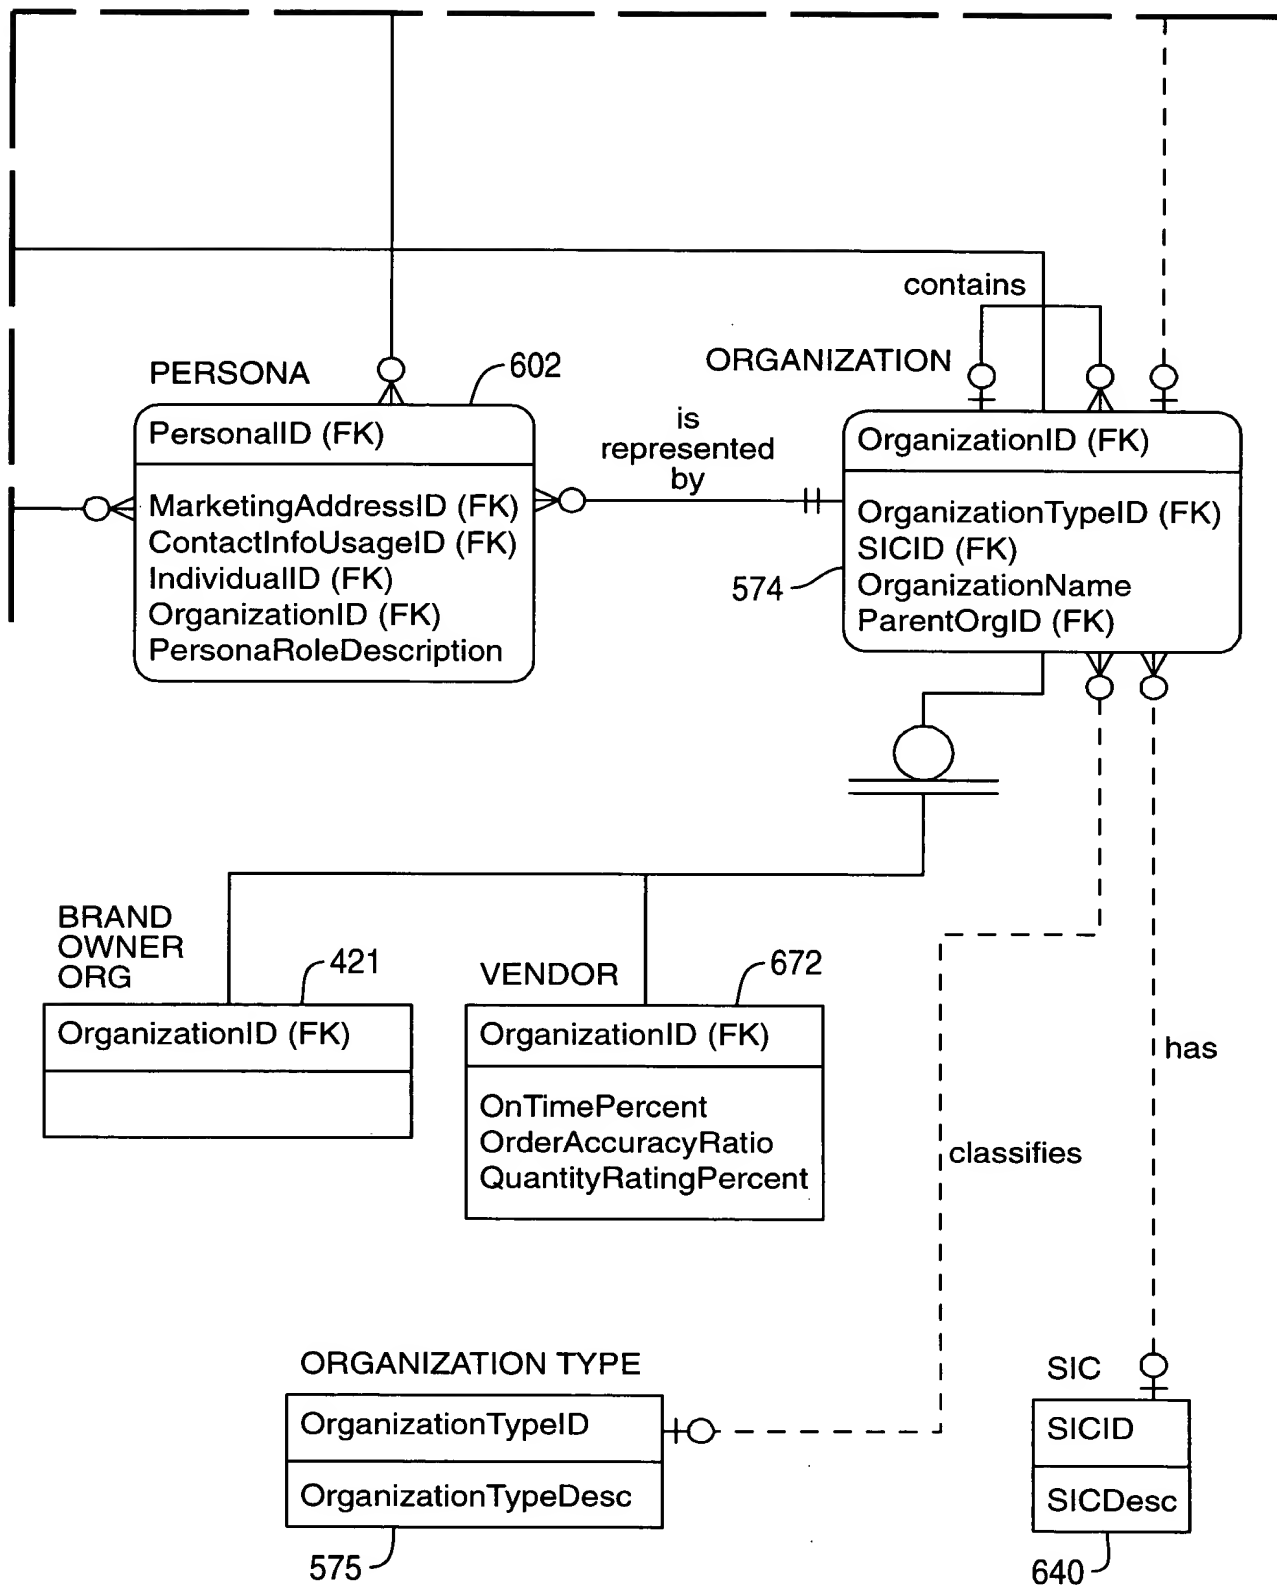 contains
PERSONA
602
ORGANIZATION
PersonalID (FK)
is
represented
by
OrganizationID (FK)
MarketingAddressID (FK)
ContactInfoUsageID (FK)
IndividualID (FK)
OrganizationID (FK)
PersonaRoleDescription
OrganizationTypeID (FK)
SICID (FK)
OrganizationName
ParentOrgID (FK)
574
BRAND
OWNER
ORG
421
OrganizationID (FK)
VENDOR
672
OrganizationID (FK)
OnTimePercent
OrderAccuracyRatio
QuantityRatingPercent
has
classifies
ORGANIZATION TYPE
OrganizationTypeID
OrganizationTypeDesc
575
SIC
SICID
SICDesc
640